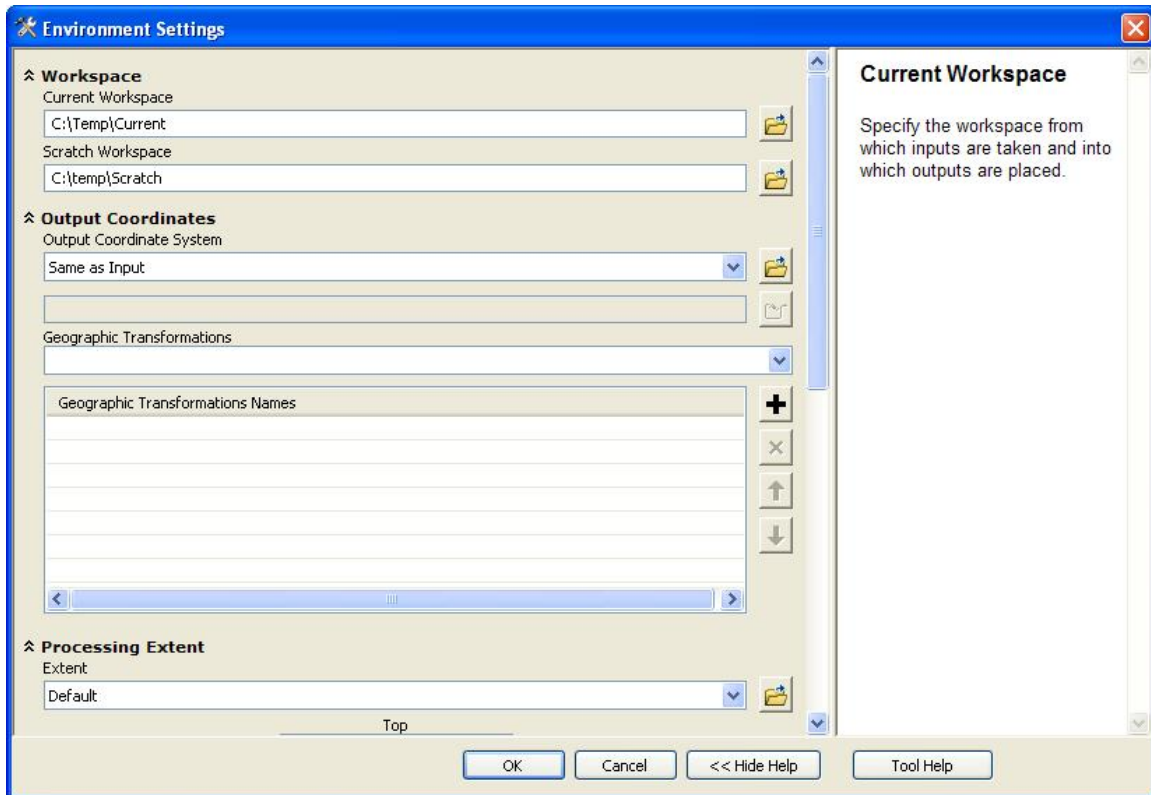 Environment Settings
Workspace
Current Workspace
C:\Temp\Current
Scratch Workspace
C:\temp\Scratch
Output Coordinates
Output Coordinate System
Same as Input
Geographic Transformations
Geographic Transformations Names
Processing Extent
Extent
Default
Top
Current Workspace
Specify the workspace from
which inputs are taken and into
which outputs are placed.
OK
Cancel
<< Hide Help
Tool Help